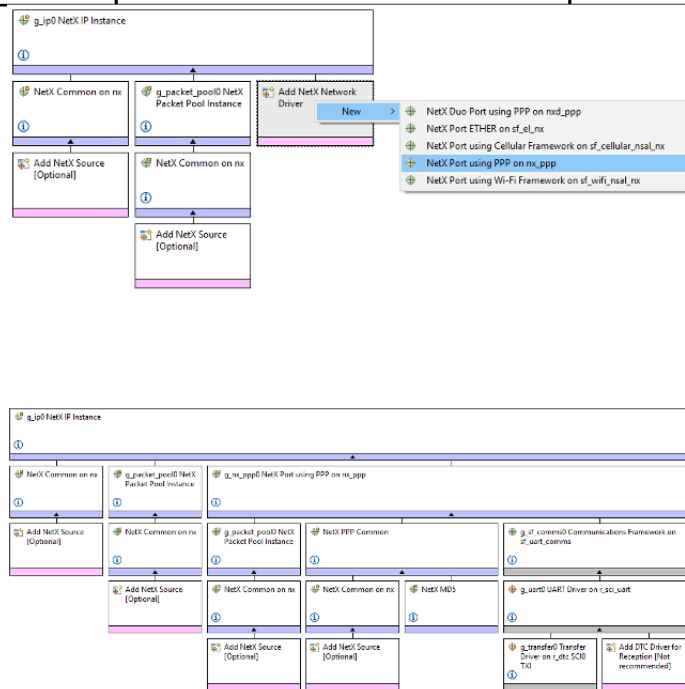 g_ip0 NetX IP Instance
NetX Common on nx
g_packet_pool0 NetX
Packet Pool Instance
Add NetX Network
Driver
New
NetX Duo Port using PPP on nxd_ppp
NetX Port ETHER on sf_el_nx
NetX Port using Cellular Framework on sf_cellular_nsal_nx
NetX Port using PPP on nx_ppp
NetX Port using Wi-Fi Framework on sf_wifi_nsal_nx
Add NetX Source
[Optional]
NetX Common on nx
Add NetX Source
[Optional]
g_ip0 NetX IP Instance
NetX Common on nx
g_packet_pool0 NetX
Packet Pool Instance
g_nx_ppp0 NetX Port using PPP on nx_ppp
Add NetX Source
[Optional]
NetX Common on nx
g_packet_pool0 NetX
Packet Pool Instance
NetX PPP Common
g_sf_comms0 Communications Framework on
sf_uart_comms
Add NetX Source
[Optional]
NetX Common on nx
NetX Common on nx
NetX MD5
g_uart0 UART Driver on r_sci_uart
Add NetX Source
[Optional]
Add NetX Source
[Optional]
g_transfer0 Transfer
Driver on r_dtc SCI0
TXI
Add DTC Driver for
Reception [Not
recommended]